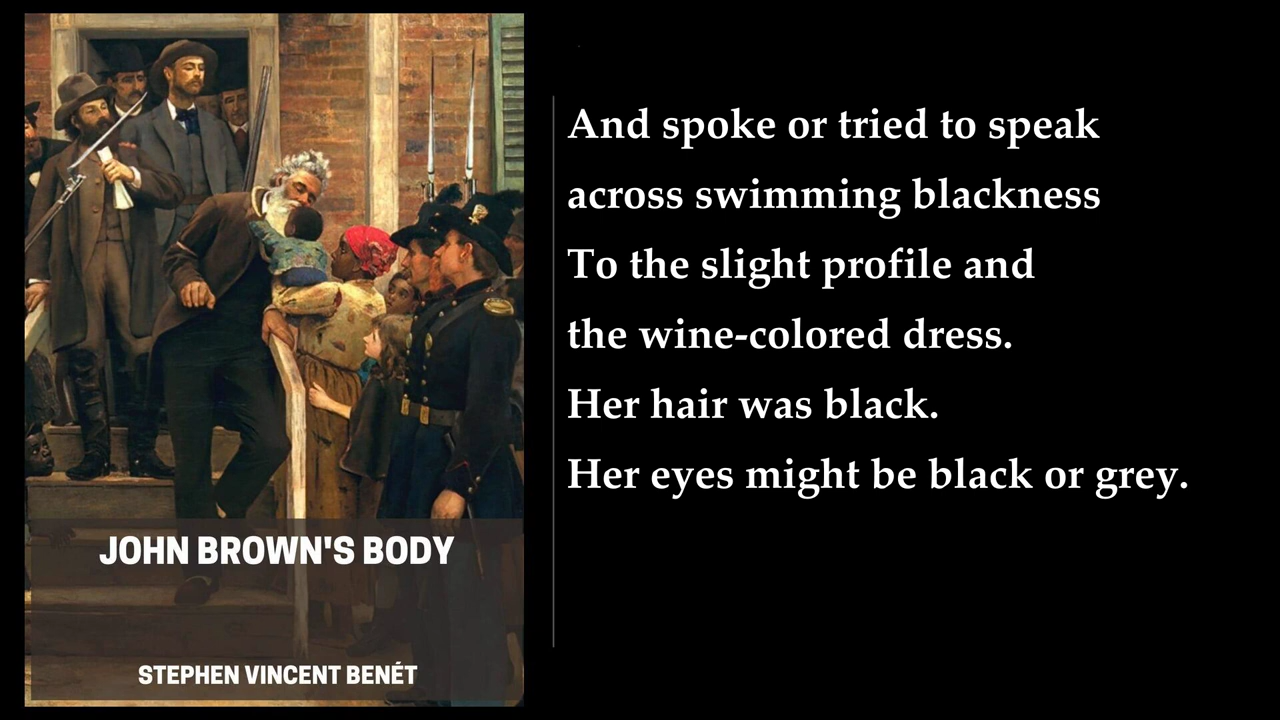 JOHN BROWN'S BODY
STEPHEN VINCENT BENÉT
And spoke or tried to speak
across swimming blackness
To the slight profile and
the wine-colored dress.
Her hair was black.
Her eyes might be black or grey.